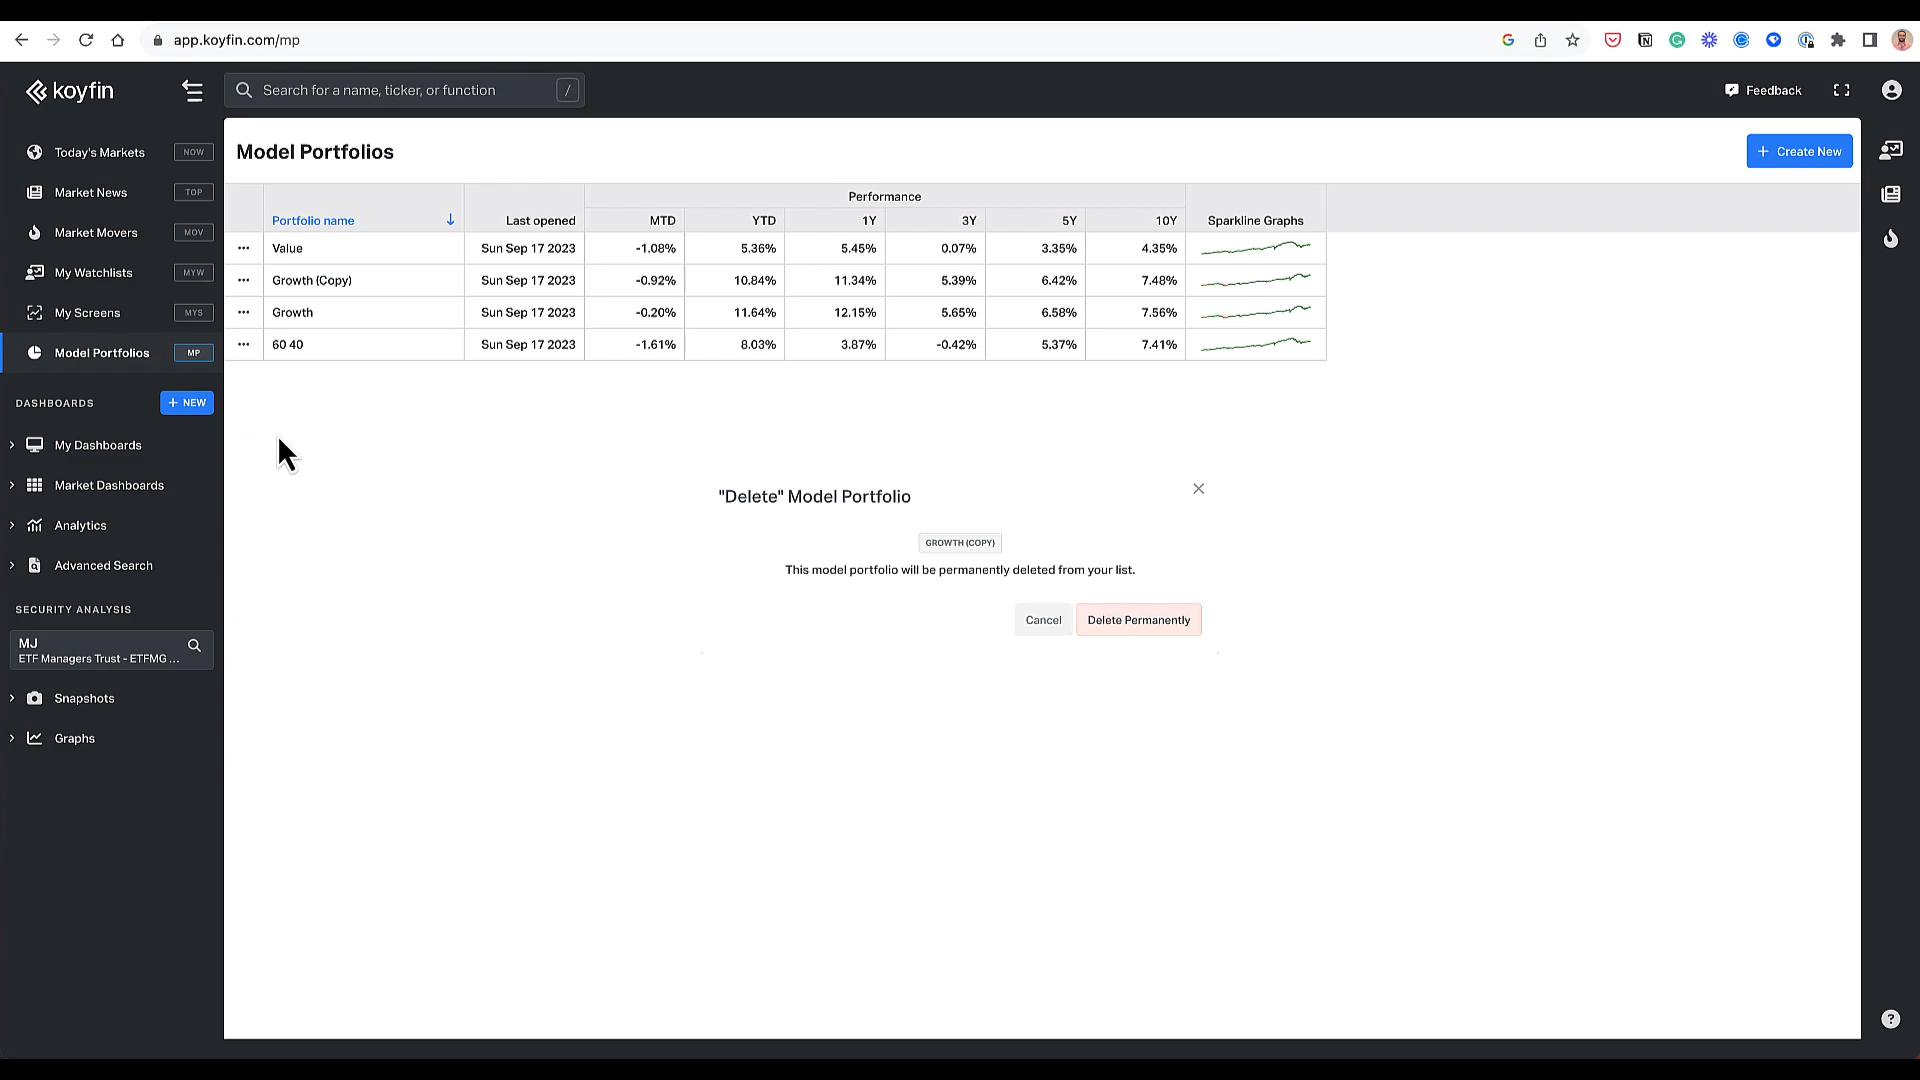 app.koyfin.com/mp
koyfin
Search for a name, ticker, or function /
Feedback
Today's Markets NOW
Market News TOP
Market Movers MOV
My Watchlists MYW
My Screens MYS
Model Portfolios MP
DASHBOARDS + NEW
My Dashboards
Market Dashboards
Analytics
Advanced Search
SECURITY ANALYSIS
MJ
ETF Managers Trust - ETFMG ...
Snapshots
Graphs
Model Portfolios
+ Create New
Performance
Portfolio name Last opened MTD YTD 1Y 3Y 5Y 10Y Sparkline Graphs
Value Sun Sep 17 2023 -1.08% 5.36% 5.45% 0.07% 3.35% 4.35%
Growth (Copy) Sun Sep 17 2023 -0.92% 10.84% 11.34% 5.39% 6.42% 7.48%
Growth Sun Sep 17 2023 -0.20% 11.64% 12.15% 5.65% 6.58% 7.56%
60 40 Sun Sep 17 2023 -1.61% 8.03% 3.87% -0.42% 5.37% 7.41%
"Delete" Model Portfolio
GROWTH (COPY)
This model portfolio will be permanently deleted from your list.
Cancel Delete Permanently